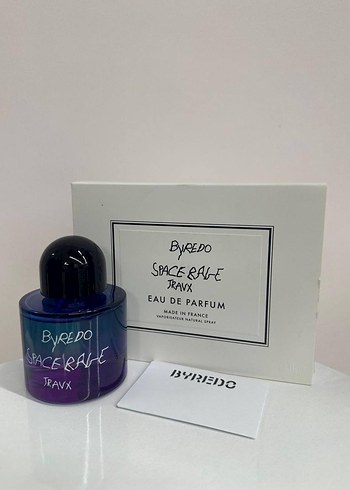 BYREDO
SPACE RAGE
TRAVX
EAU DE PARFUM
MADE IN FRANCE
VAPORISATEUR NATURAL SPRAY
BYREDO
SPACE RAGE
TRAVX
BYREDO